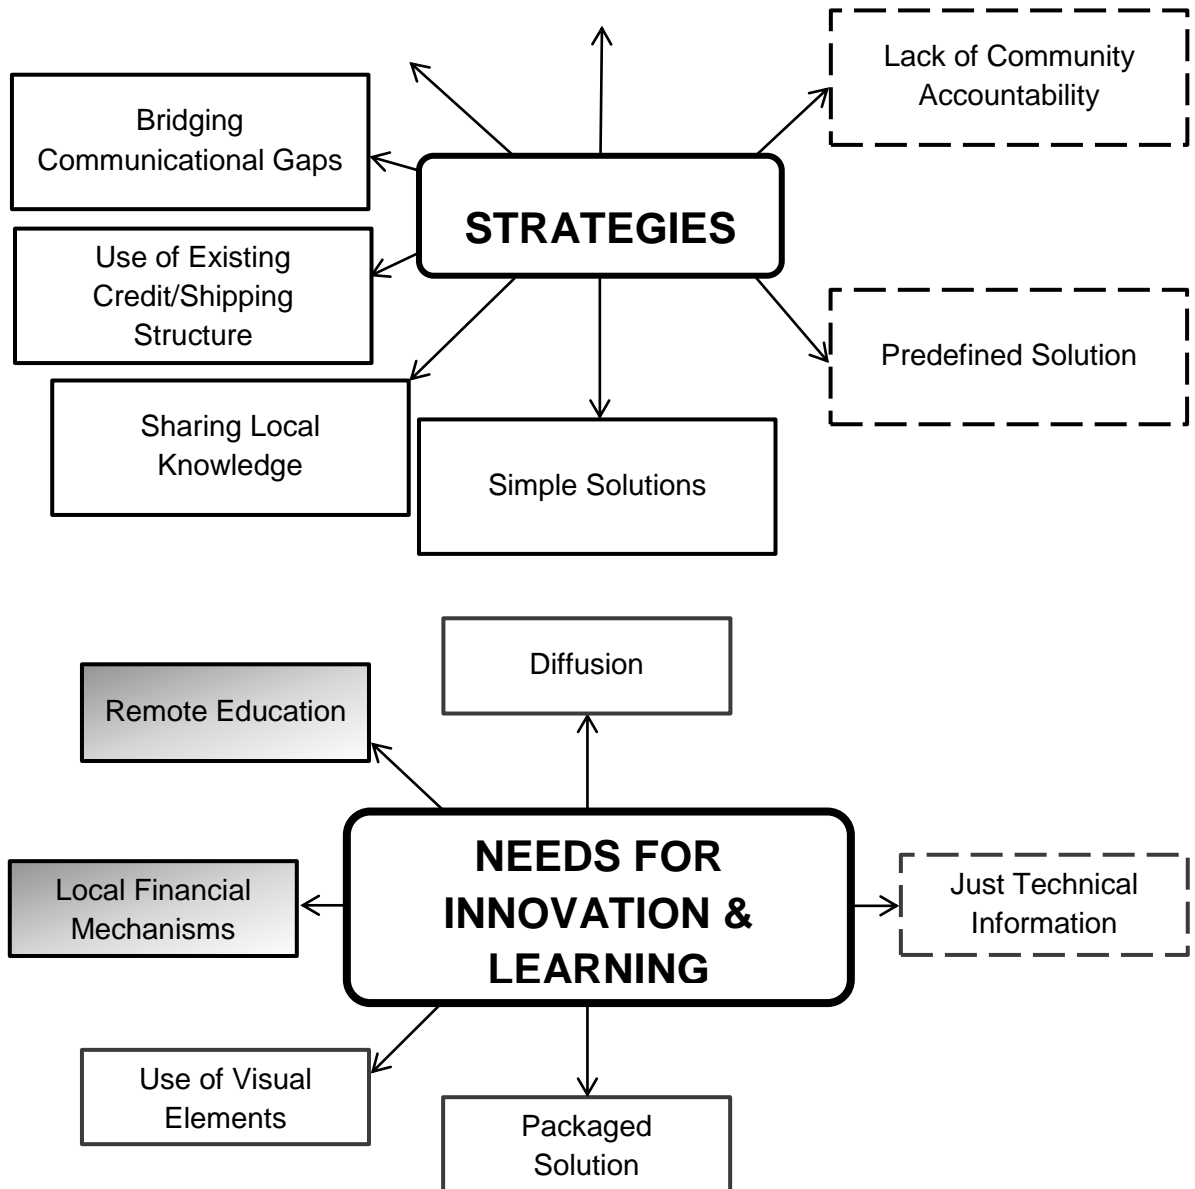 Lack of Community
Accountability
Bridging
Communicational Gaps
STRATEGIES
Use of Existing
Credit/Shipping
Structure
Predefined Solution
Sharing Local
Knowledge
Simple Solutions
Diffusion
Remote Education
NEEDS FOR
INNOVATION &
LEARNING
Local Financial
Mechanisms
Just Technical
Information
Use of Visual
Elements
Packaged
Solution